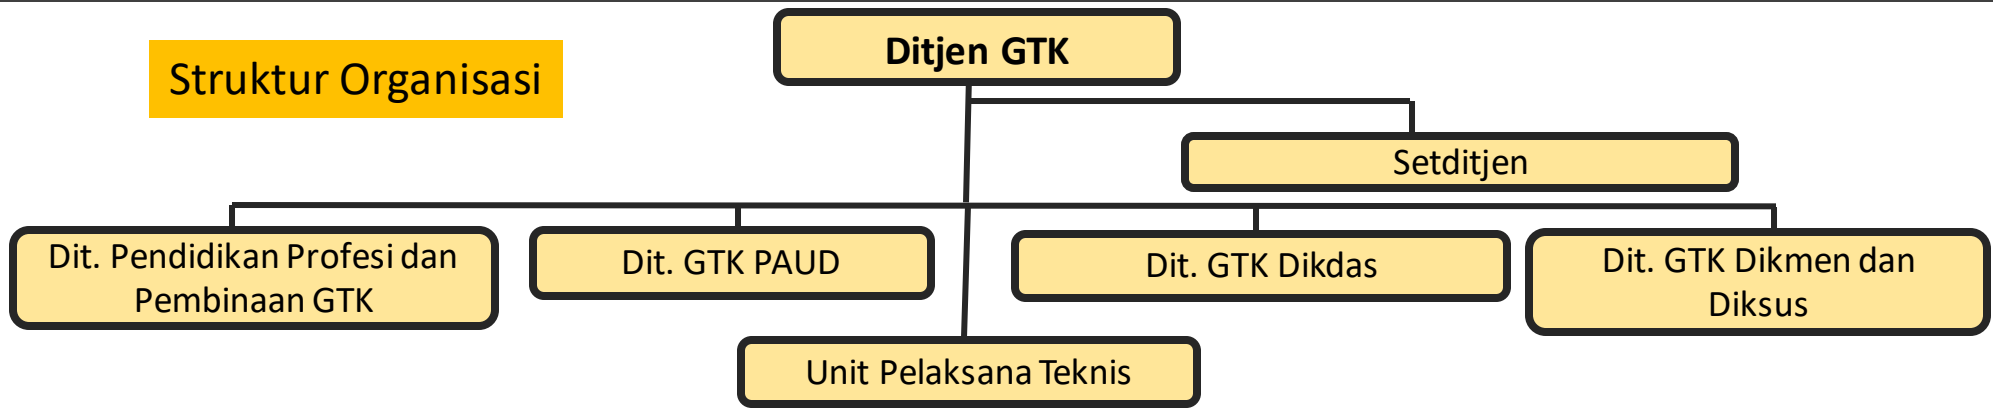 Struktur Organisasi
Ditjen GTK
Setditjen
Dit. Pendidikan Profesi dan
Pembinaan GTK
Dit. GTK PAUD
Dit. GTK Dikdas
Dit. GTK Dikmen dan
Diksus
Unit Pelaksana Teknis